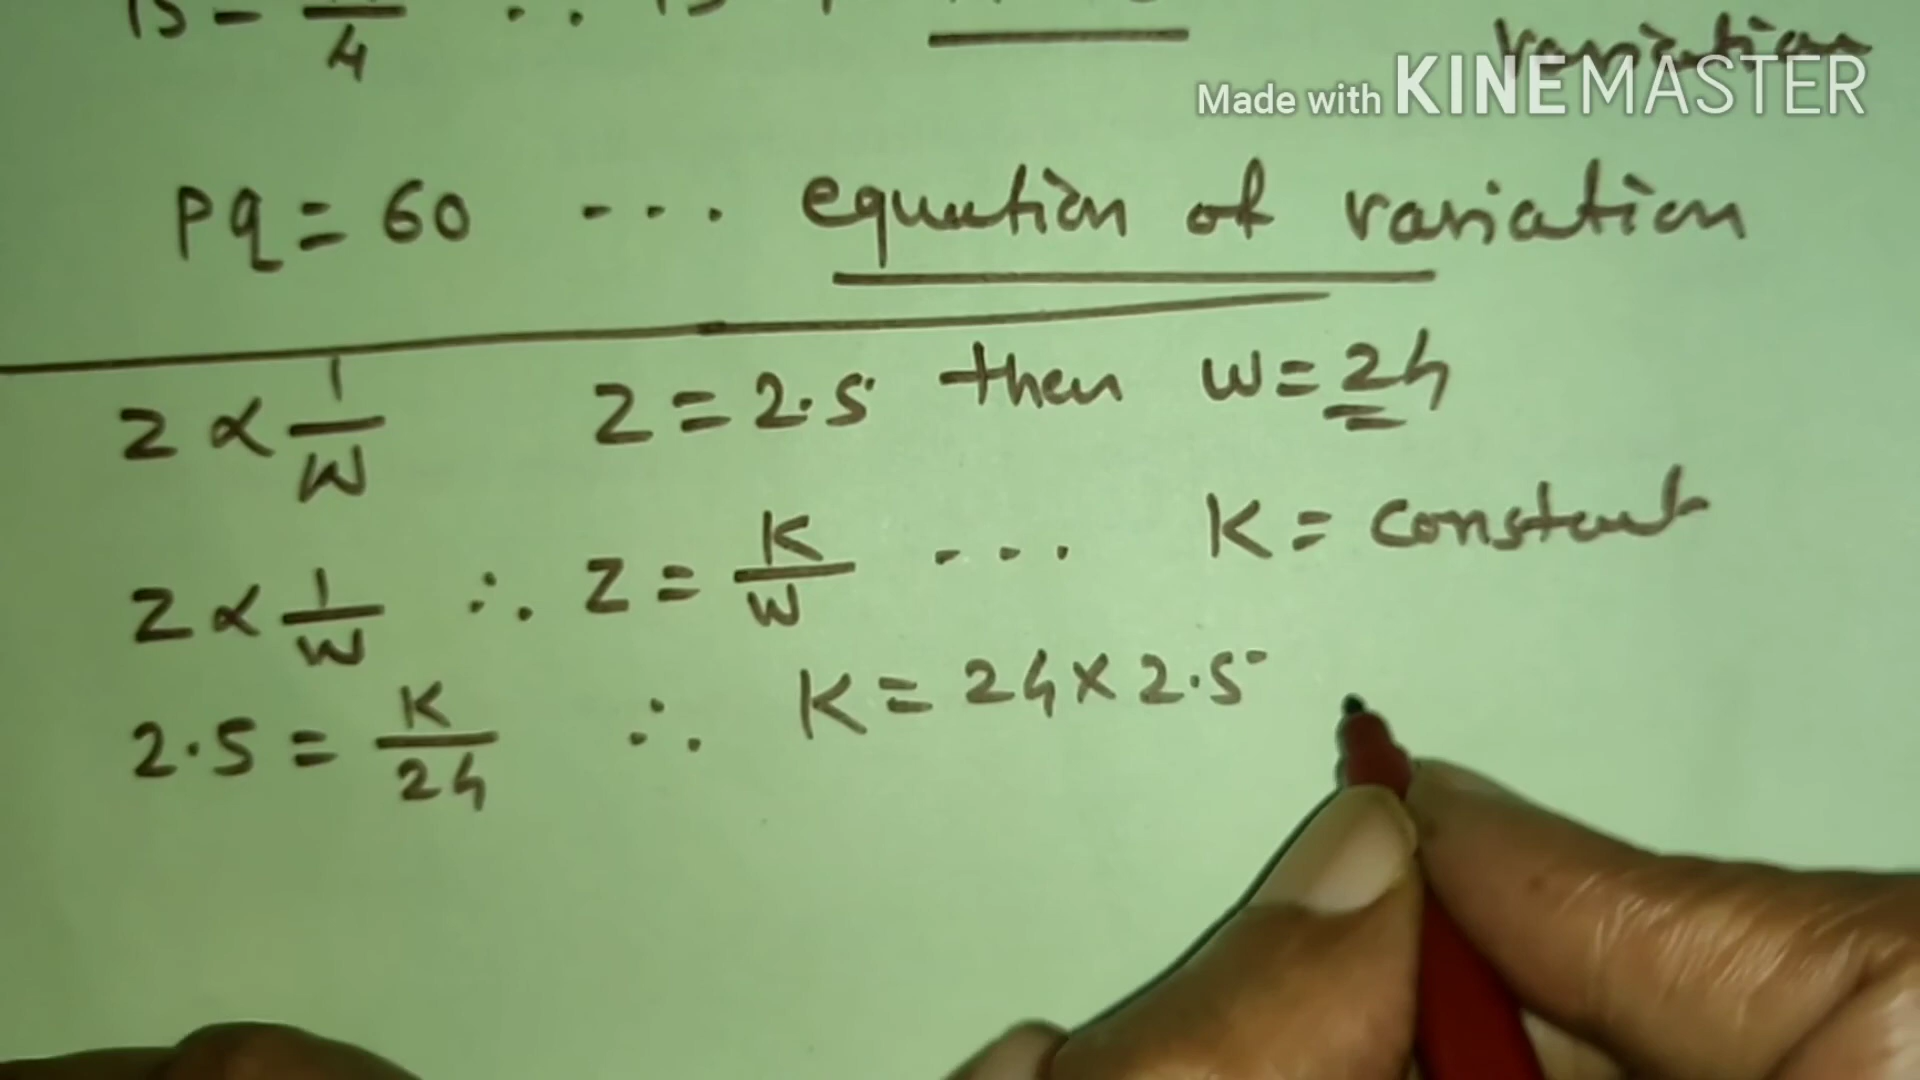 variation
Made with KINEMASTER
pq = 60 ... equation of variation
Z ∝ 1/W Z = 2.5 then W = 24
Z ∝ 1/W ∴ Z = K/W ... K = constant
2.5 = K/24 ∴ K = 24 × 2.5